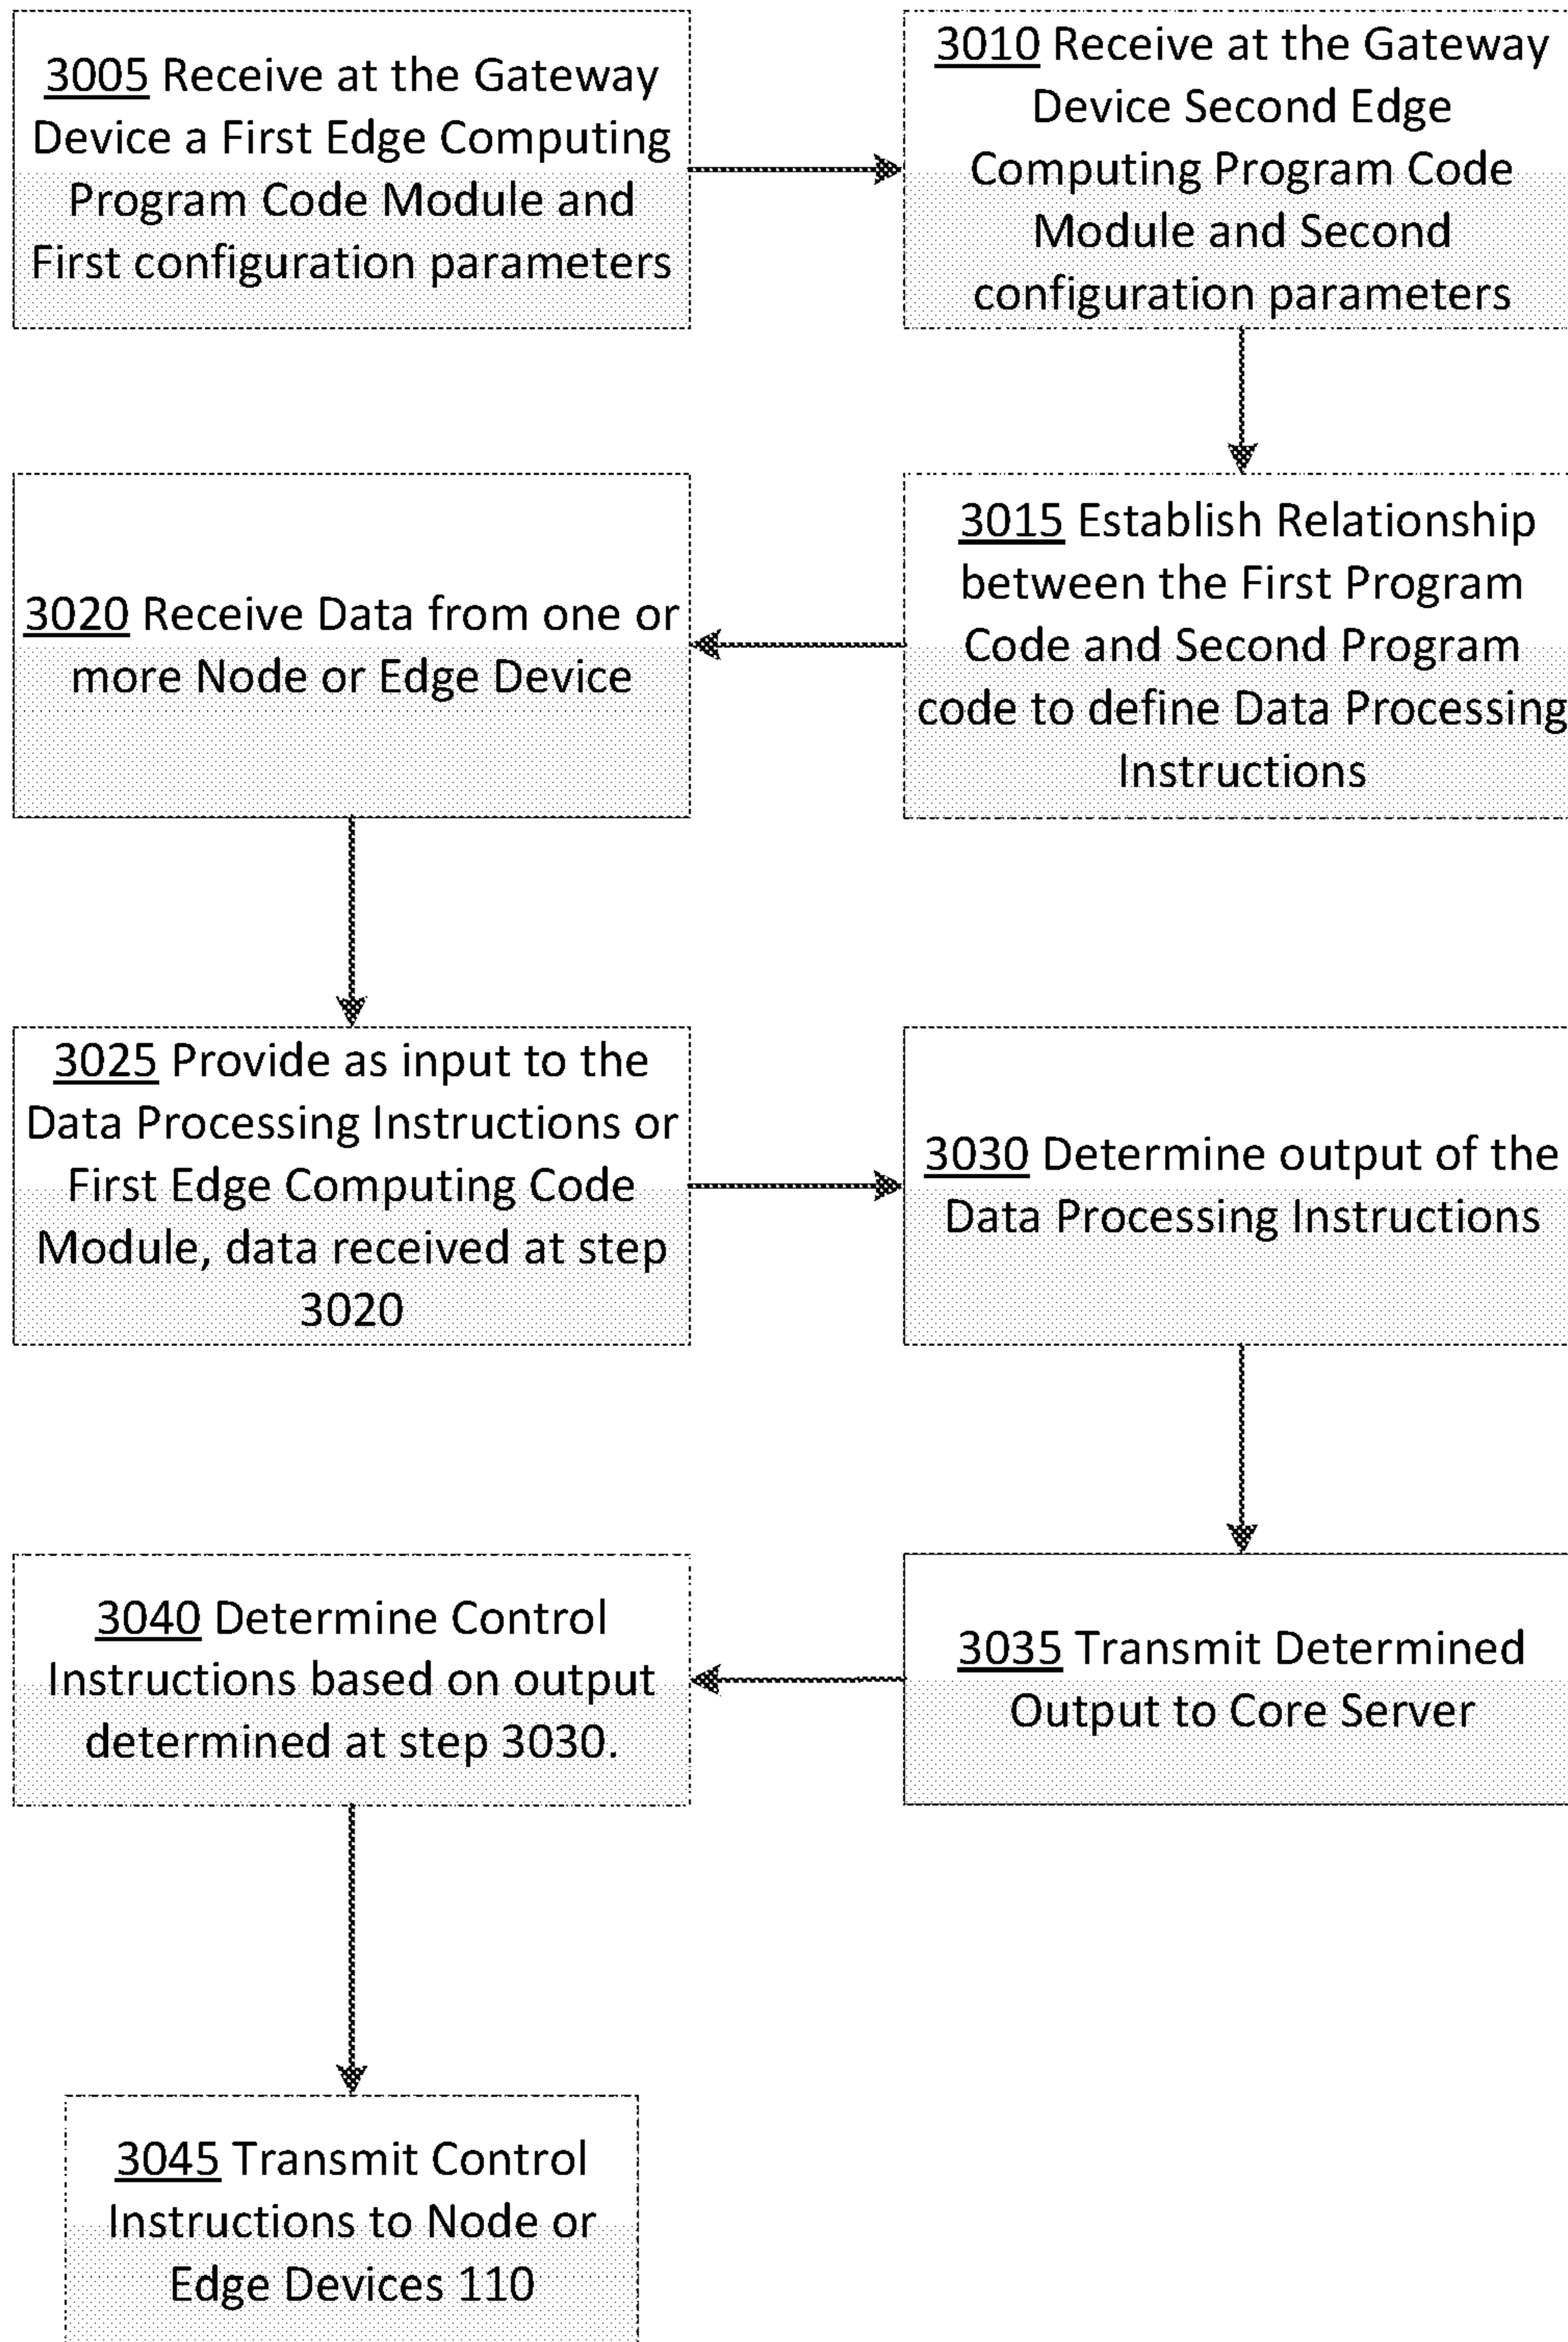 3005 Receive at the Gateway
Device a First Edge Computing
Program Code Module and
First configuration parameters
3010 Receive at the Gateway
Device Second Edge
Computing Program Code
Module and Second
configuration parameters
3015 Establish Relationship
between the First Program
Code and Second Program
code to define Data Processing
Instructions
3020 Receive Data from one or
more Node or Edge Device
3025 Provide as input to the
Data Processing Instructions or
First Edge Computing Code
Module, data received at step
3020
3030 Determine output of the
Data Processing Instructions
3035 Transmit Determined
Output to Core Server
3040 Determine Control
Instructions based on output
determined at step 3030.
3045 Transmit Control
Instructions to Node or
Edge Devices 110